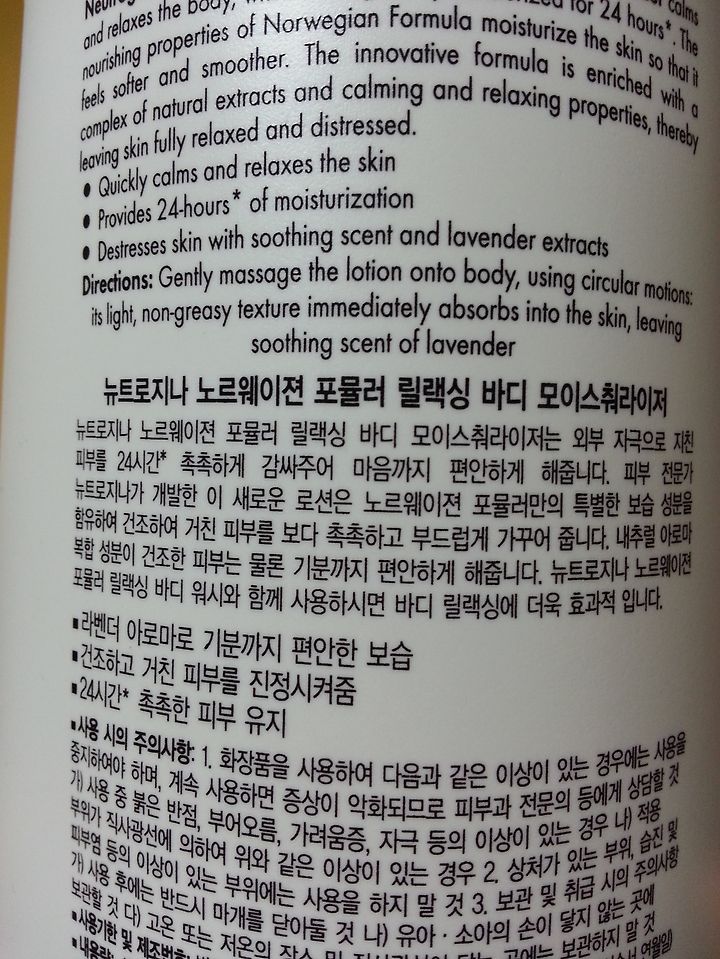 and relaxes the body, for 24 hours*. The
nourishing properties of Norwegian Formula moisturize the skin so that it
feels softer and smoother. The innovative formula is enriched with a
complex of natural extracts and calming and relaxing properties, thereby
leaving skin fully relaxed and distressed.
● Quickly calms and relaxes the skin
● Provides 24-hours* of moisturization
● Destresses skin with soothing scent and lavender extracts
Directions: Gently massage the lotion onto body, using circular motions:
its light, non-greasy texture immediately absorbs into the skin, leaving
soothing scent of lavender
뉴트로지나 노르웨이젼 포뮬러 릴랙싱 바디 모이스춰라이저
뉴트로지나 노르웨이젼 포뮬러 릴랙싱 바디 모이스춰라이저는 외부 자극으로 지친
피부를 24시간* 촉촉하게 감싸주어 마음까지 편안하게 해줍니다. 피부 전문가
뉴트로지나가 개발한 이 새로운 로션은 노르웨이젼 포뮬러만의 특별한 보습 성분을
함유하여 건조하여 거친 피부를 보다 촉촉하고 부드럽게 가꾸어 줍니다. 내추럴 아로마
복합 성분이 건조한 피부는 물론 기분까지 편안하게 해줍니다. 뉴트로지나 노르웨이젼
포뮬러 릴랙싱 바디 워시와 함께 사용하시면 바디 릴랙싱에 더욱 효과적 입니다.
■라벤더 아로마로 기분까지 편안한 보습
■건조하고 거친 피부를 진정시켜줌
■24시간* 촉촉한 피부 유지
■사용 시의 주의사항: 1. 화장품을 사용하여 다음과 같은 이상이 있는 경우에는 사용을
중지하여야 하며, 계속 사용하면 증상이 악화되므로 피부과 전문의 등에게 상담할 것
가) 사용 중 붉은 반점, 부어오름, 가려움증, 자극 등의 이상이 있는 경우 나) 적용
부위가 직사광선에 의하여 위와 같은 이상이 있는 경우 2. 상처가 있는 부위, 습진 및
피부염 등의 이상이 있는 부위에는 사용을 하지 말 것 3. 보관 및 취급 시의 주의사항
가) 사용 후에는 반드시 마개를 닫아둘 것 나) 유아·소아의 손이 닿지 않는 곳에
보관할 것 다) 고온 또는 저온의 장소 및 직사광선이 닿는 곳에는 보관하지 말 것
■사용기한 및 제조번호:
■내용량: